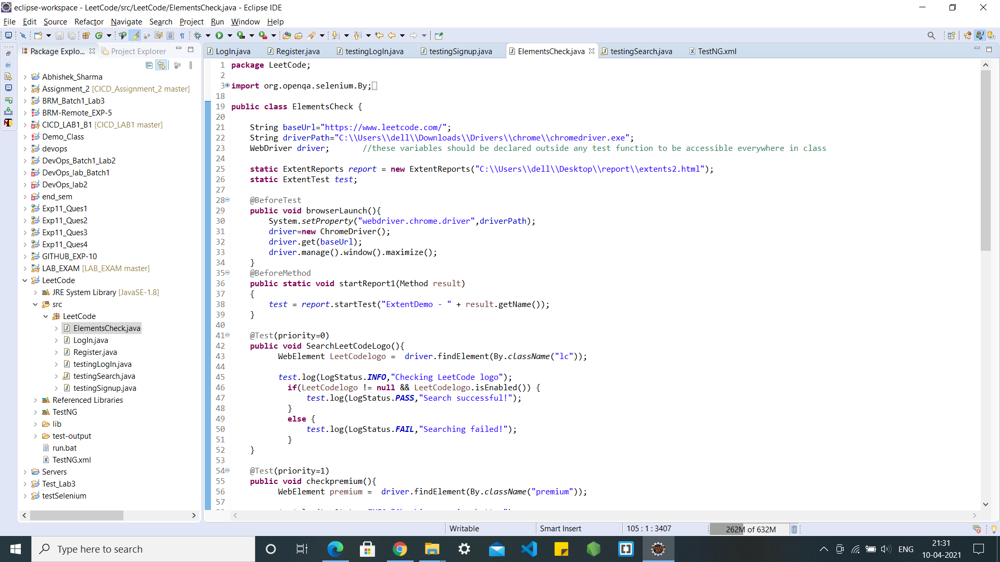 eclipse-workspace - LeetCode/src/LeetCode/ElementsCheck.java - Eclipse IDE
File Edit Source Refactor Navigate Search Project Run Window Help
Package Explo... Project Explorer
LogIn.java Register.java testingLogIn.java testingSignup.java ElementsCheck.java testingSearch.java TestNG.xml
Abhishek_Sharma
Assignment_2 [CICD_Assignment_2 master]
BRM_Batch1_Lab3
BRM-Remote_EXP-5
CICD_LAB1_B1 [CICD_LAB1 master]
Demo_Class
devops
DevOps_Batch1_Lab2
DevOps_lab_Batch1
DevOps_lab2
end_sem
Exp11_Ques1
Exp11_Ques2
Exp11_Ques3
Exp11_Ques4
GITHUB_EXP-10
LAB_EXAM [LAB_EXAM master]
LeetCode
JRE System Library [JavaSE-1.8]
src
LeetCode
ElementsCheck.java
LogIn.java
Register.java
testingLogIn.java
testingSearch.java
testingSignup.java
Referenced Libraries
TestNG
lib
test-output
run.bat
TestNG.xml
Servers
Test_Lab3
testSelenium
1 package LeetCode;
2
3 import org.openqa.selenium.By;
18
19 public class ElementsCheck {
20
21 String baseUrl="https://www.leetcode.com/";
22 String driverPath="C:\\Users\\dell\\Downloads\\Drivers\\chrome\\chromedriver.exe";
23 WebDriver driver; //these variables should be declared outside any test function to be accessible everywhere in class
24
25 static ExtentReports report = new ExtentReports("C:\\Users\\dell\\Desktop\\report\\extents2.html");
26 static ExtentTest test;
27
28 @BeforeTest
29 public void browserLaunch(){
30 System.setProperty("webdriver.chrome.driver",driverPath);
31 driver=new ChromeDriver();
32 driver.get(baseUrl);
33 driver.manage().window().maximize();
34 }
35 @BeforeMethod
36 public static void startReport1(Method result)
37 {
38 test = report.startTest("ExtentDemo - " + result.getName());
39 }
40
41 @Test(priority=0)
42 public void SearchLeetCodeLogo(){
43 WebElement LeetCodelogo = driver.findElement(By.className("lc"));
44
45 test.log(LogStatus.INFO,"Checking LeetCode logo");
46 if(LeetCodelogo != null && LeetCodelogo.isEnabled()) {
47 test.log(LogStatus.PASS,"Search successful!");
48 }
49 else {
50 test.log(LogStatus.FAIL,"Searching failed!");
51 }
52 }
53
54 @Test(priority=1)
55 public void checkpremium(){
56 WebElement premium = driver.findElement(By.className("premium"));
57
Writable Smart Insert 105 : 1 : 3407 262M of 632M
Type here to search
ENG
21:31
10-04-2021